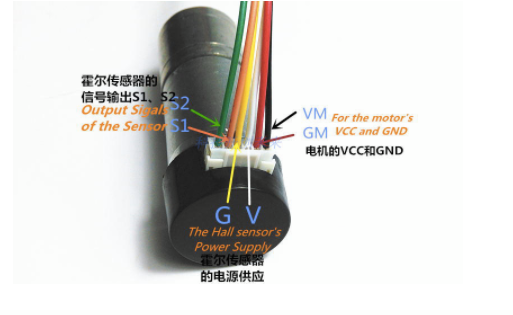 霍尔传感器的
信号输出S1、S2
Output Sigals
of the Sensor
S2
S1
VM
GM
For the motor's
VCC and GND
电机的VCC和GND
G V
The Hall sensor's
Power Supply
霍尔传感器
的电源供应